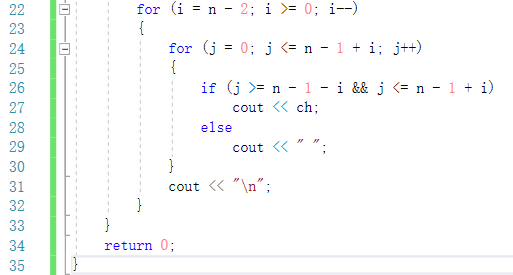 22 for (i = n - 2; i >= 0; i--)
23 {
24 for (j = 0; j <= n - 1 + i; j++)
25 {
26 if (j >= n - 1 - i && j <= n - 1 + i)
27 cout << ch;
28 else
29 cout << " ";
30 }
31 cout << "\n";
32 }
33 }
34 return 0;
35 }